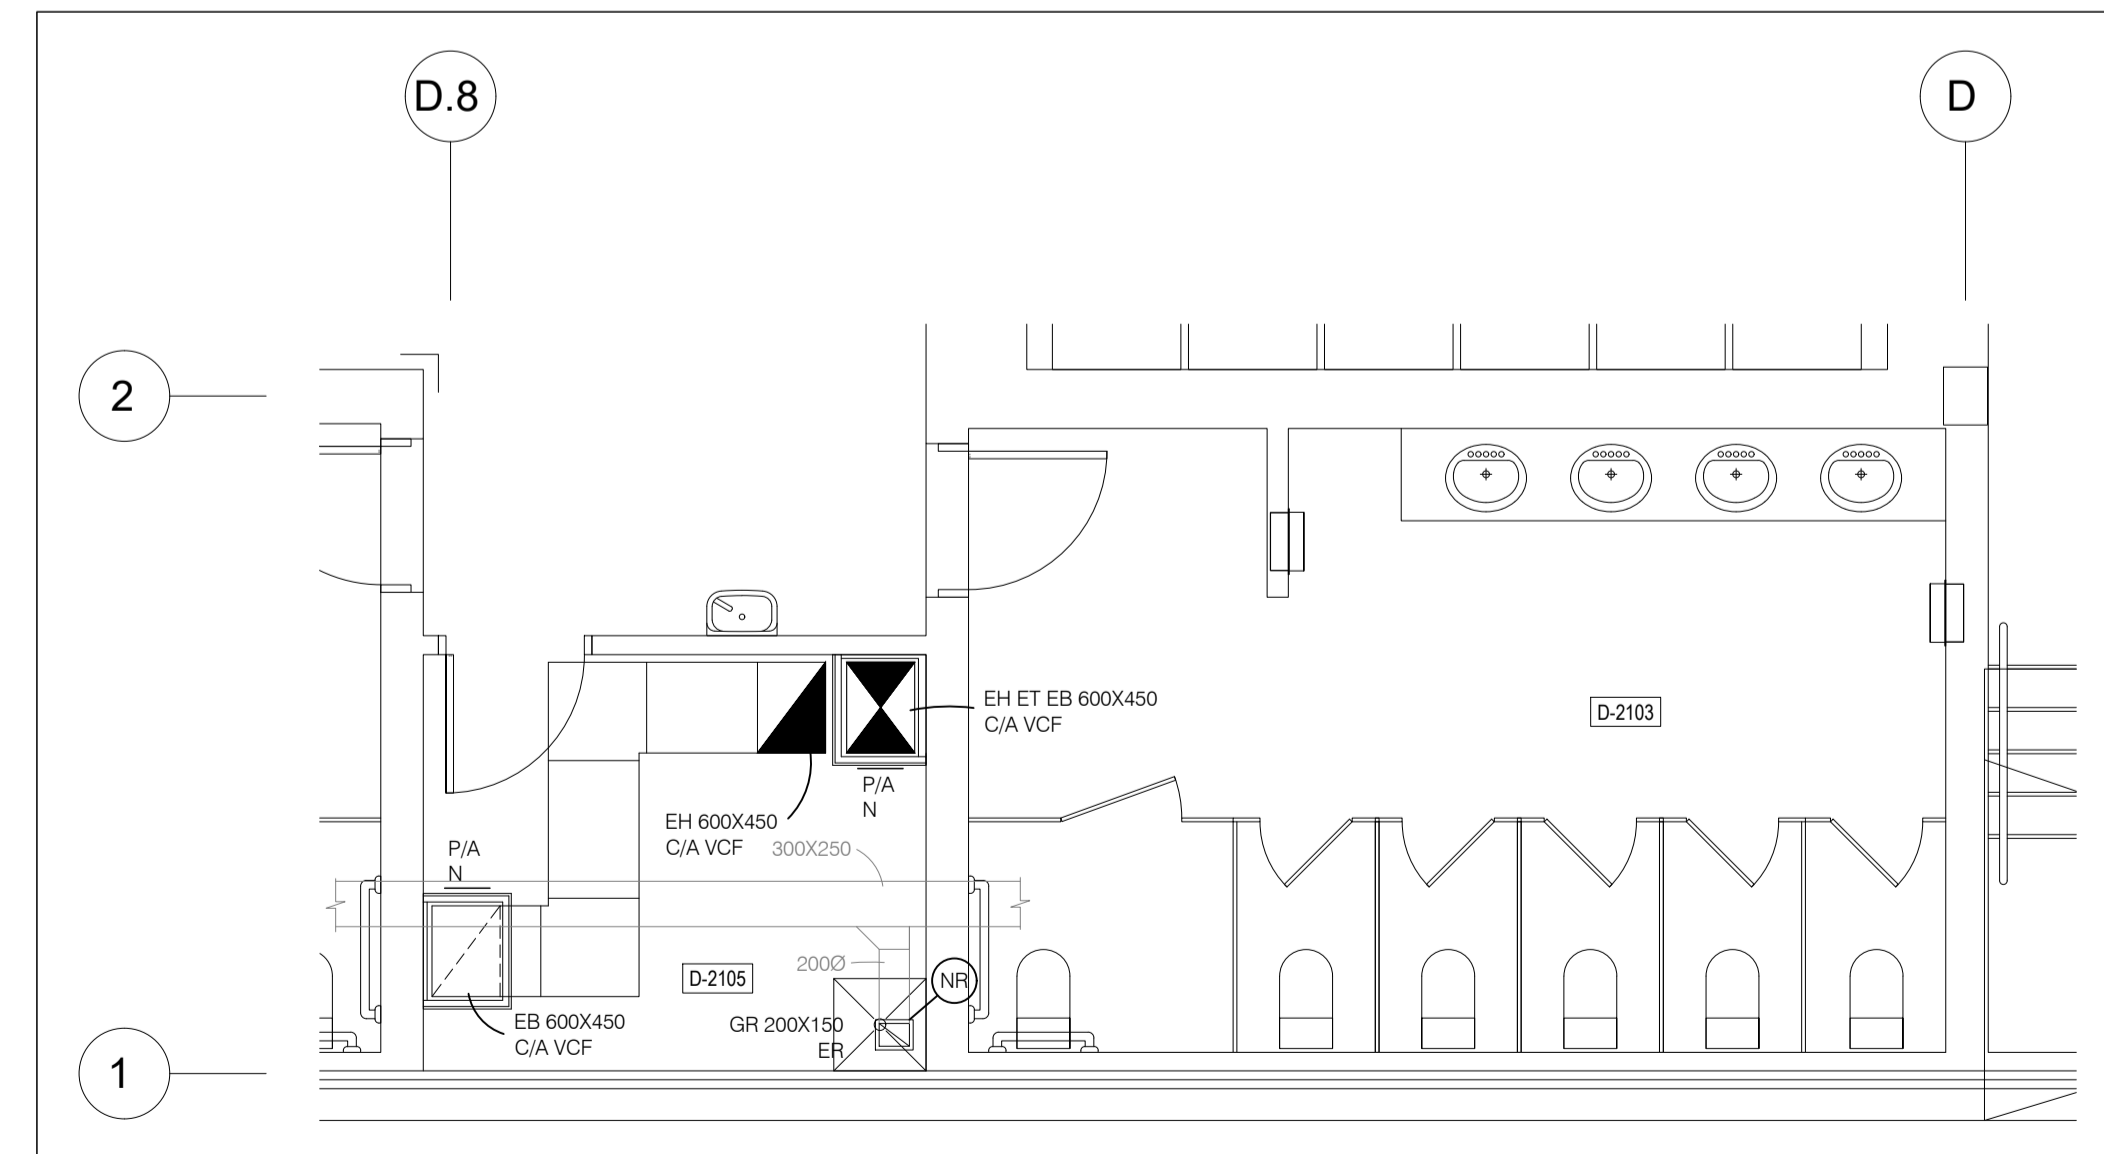 D.8
D
2
EH ET EB 600X450
C/A VCF
D-2103
P/A
N
EH 600X450
C/A VCF
300X250
P/A
N
200Ø
D-2105
NR
EB 600X450
C/A VCF
GR 200X150
ER
1